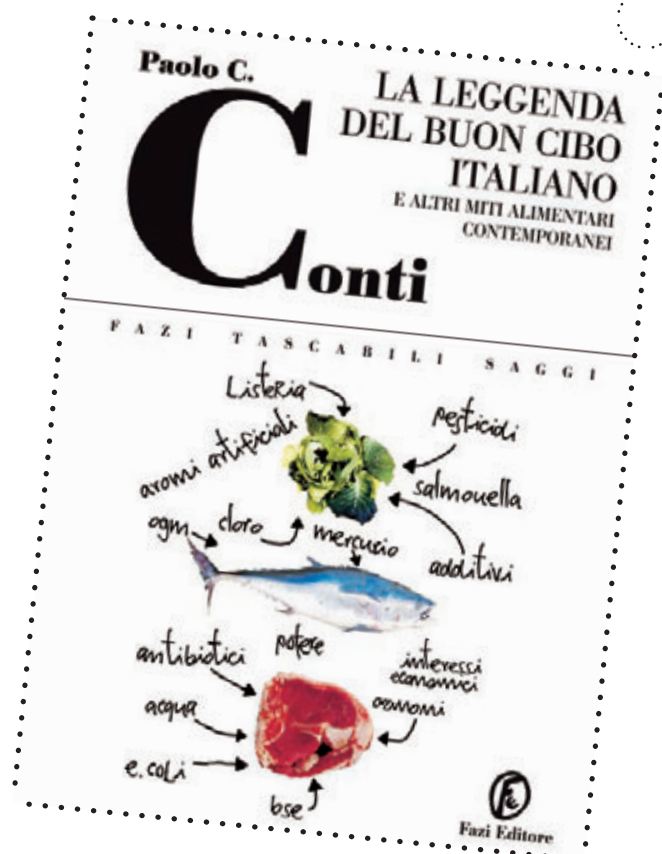 Paolo C.
Conti
LA LEGGENDA
DEL BUON CIBO
ITALIANO
E ALTRI MITI ALIMENTARI
CONTEMPORANEI
FAZI TASCABILI SAGGI
Listeria
pesticidi
aromi artificiali
salmonella
ogm
cloro
mercurio
additivi
antibiotici
potere
interessi
economici
acqua
ormoni
e.coli
bse
Fazi Editore